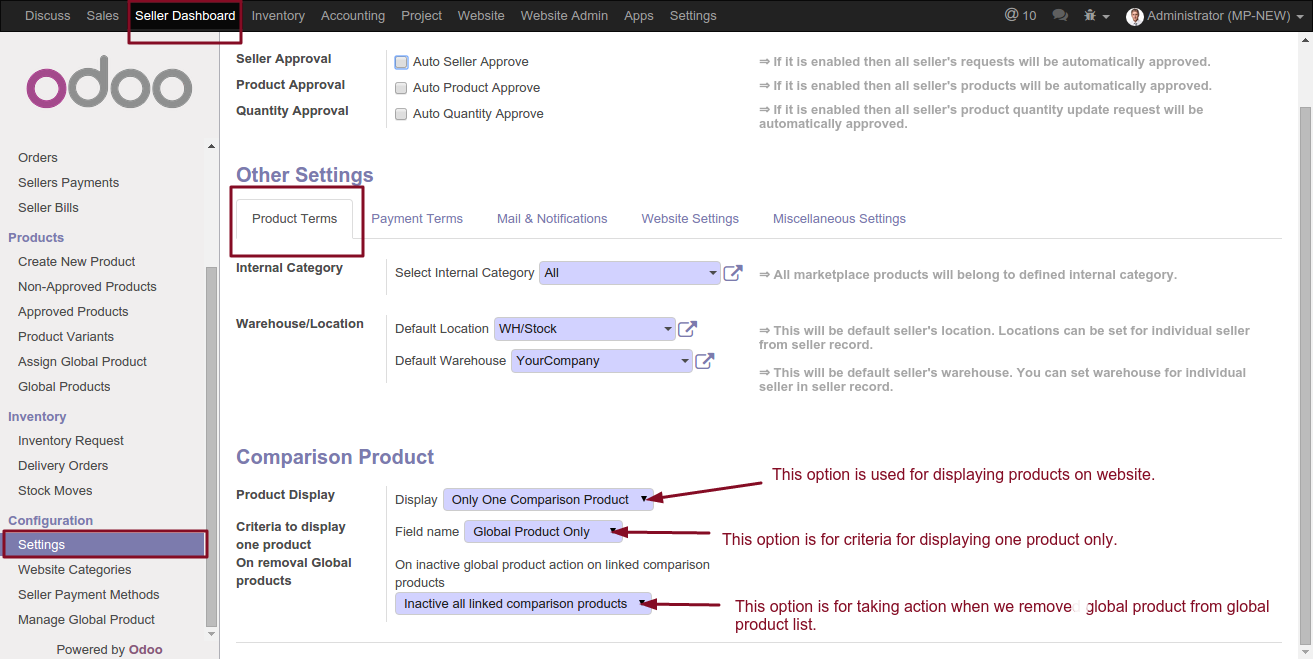 Discuss Sales Seller Dashboard Inventory Accounting Project Website Website Admin Apps Settings @ 10 Administrator (MP-NEW)
odoo
Orders
Sellers Payments
Seller Bills
Products
Create New Product
Non-Approved Products
Approved Products
Product Variants
Assign Global Product
Global Products
Inventory
Inventory Request
Delivery Orders
Stock Moves
Configuration
Settings
Website Categories
Seller Payment Methods
Manage Global Product
Powered by Odoo
Seller Approval Auto Seller Approve ⇒ If it is enabled then all seller's requests will be automatically approved.
Product Approval Auto Product Approve ⇒ If it is enabled then all seller's products will be automatically approved.
Quantity Approval Auto Quantity Approve ⇒ If it is enabled then all seller's product quantity update request will be
automatically approved.
Other Settings
Product Terms Payment Terms Mail & Notifications Website Settings Miscellaneous Settings
Internal Category Select Internal Category All ⇒ All marketplace products will belong to defined internal category.
Warehouse/Location Default Location WH/Stock ⇒ This will be default seller's location. Locations can be set for individual seller
from seller record.
Default Warehouse YourCompany ⇒ This will be default seller's warehouse. You can set warehouse for individual
seller in seller record.
Comparison Product
Product Display Display Only One Comparison Product This option is used for displaying products on website.
Criteria to display
one product Field name Global Product Only This option is for criteria for displaying one product only.
On removal Global
products On inactive global product action on linked comparison
products
Inactive all linked comparison products This option is for taking action when we remove global product from global
product list.